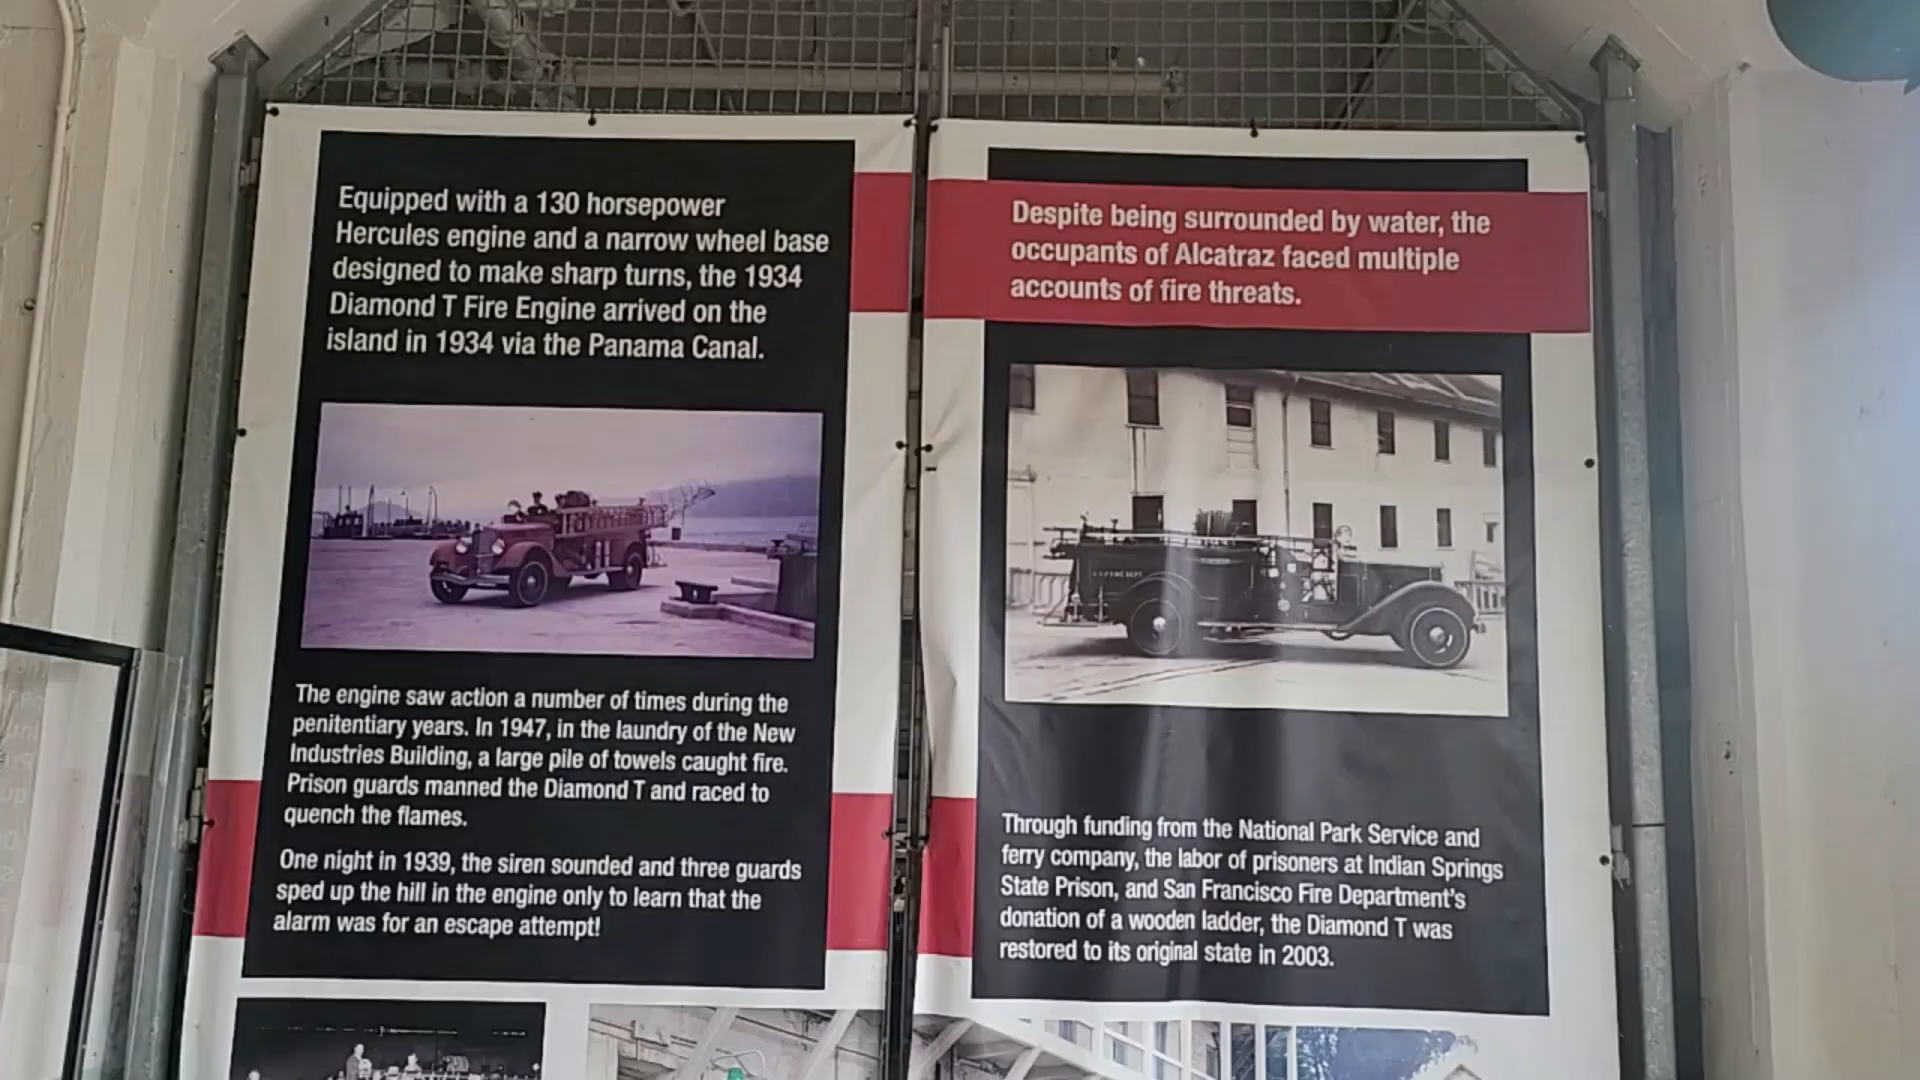 Equipped with a 130 horsepower
Hercules engine and a narrow wheel base
designed to make sharp turns, the 1934
Diamond T Fire Engine arrived on the
island in 1934 via the Panama Canal.
The engine saw action a number of times during the
penitentiary years. In 1947, in the laundry of the New
Industries Building, a large pile of towels caught fire.
Prison guards manned the Diamond T and raced to
quench the flames.
One night in 1939, the siren sounded and three guards
sped up the hill in the engine only to learn that the
alarm was for an escape attempt!
Despite being surrounded by water, the
occupants of Alcatraz faced multiple
accounts of fire threats.
Through funding from the National Park Service and
ferry company, the labor of prisoners at Indian Springs
State Prison, and San Francisco Fire Department's
donation of a wooden ladder, the Diamond T was
restored to its original state in 2003.